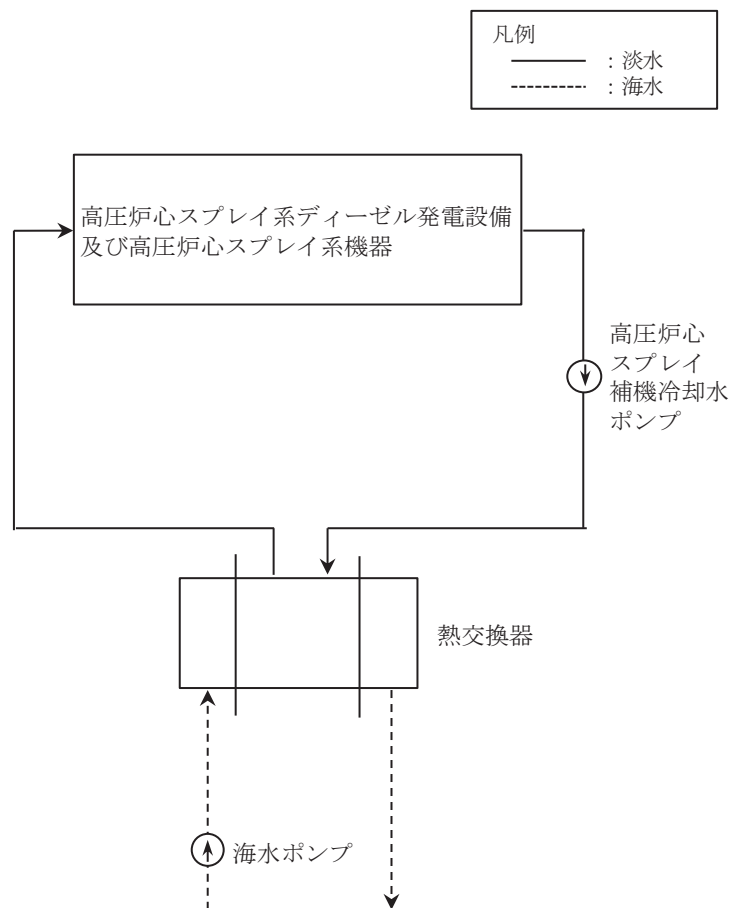 凡例
：淡水
：海水
高圧炉心スプレイ系ディーゼル発電設備
及び高圧炉心スプレイ系機器
高圧炉心
スプレイ
補機冷却水
ポンプ
熱交換器
海水ポンプ